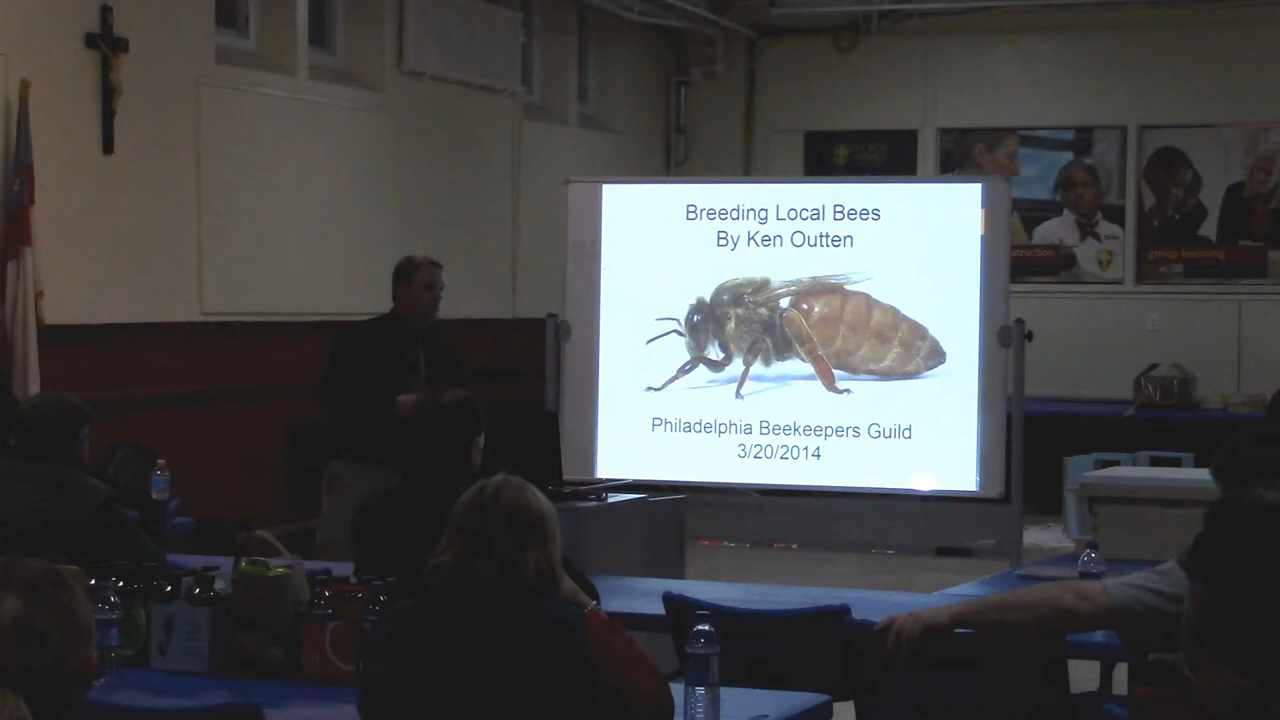 Breeding Local Bees
By Ken Outten
Philadelphia Beekeepers Guild
3/20/2014
struction
group learning